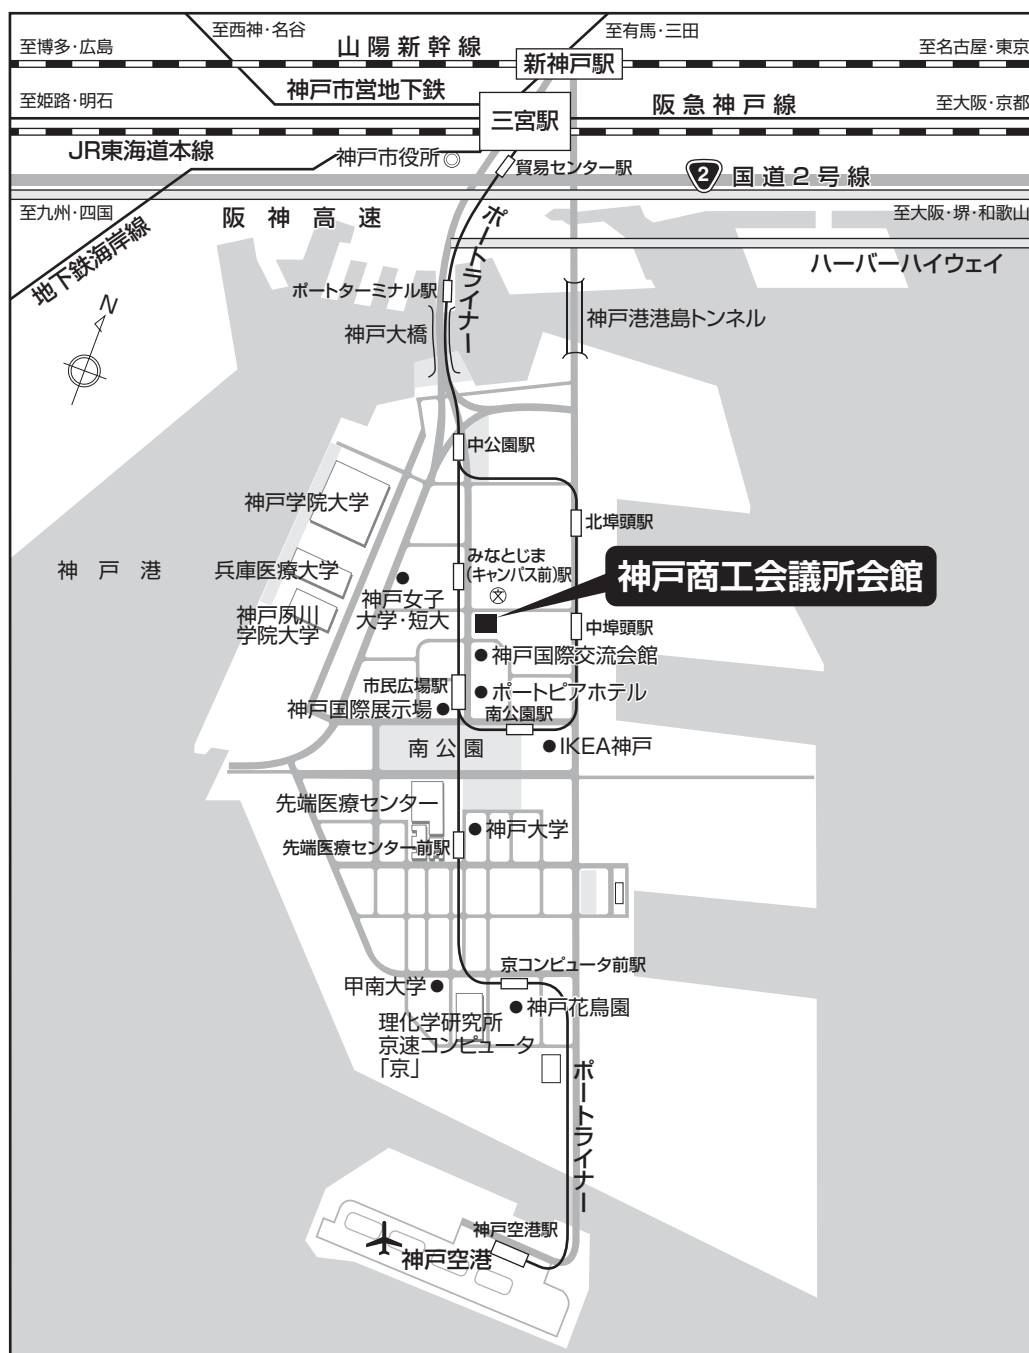 至西神・名谷
至有馬・三田
至博多・広島
山陽新幹線
至名古屋・東京
新神戸駅
神戸市営地下鉄
至姫路・明石
阪急神戸線
至大阪・京都
三宮駅
JR東海道本線
神戸市役所
貿易センター駅
2
国道2号線
至九州・四国
阪神高速
至大阪・堺・和歌山
地下鉄海岸線
ポートライナー
ハーバーハイウェイ
N
ポートターミナル駅
神戸大橋
神戸港港島トンネル
中公園駅
神戸学院大学
北埠頭駅
神戸港
兵庫医療大学
みなとじま
(キャンパス前)駅
文
神戸商工会議所会館
神戸女子
大学・短大
神戸夙川
学院大学
中埠頭駅
神戸国際交流会館
市民広場駅
ポートピアホテル
神戸国際展示場
南公園駅
南公園
IKEA神戸
先端医療センター
神戸大学
先端医療センター前駅
京コンピュータ前駅
甲南大学
神戸花鳥園
理化学研究所
京速コンピュータ
「京」
ポートライナー
神戸空港駅
神戸空港